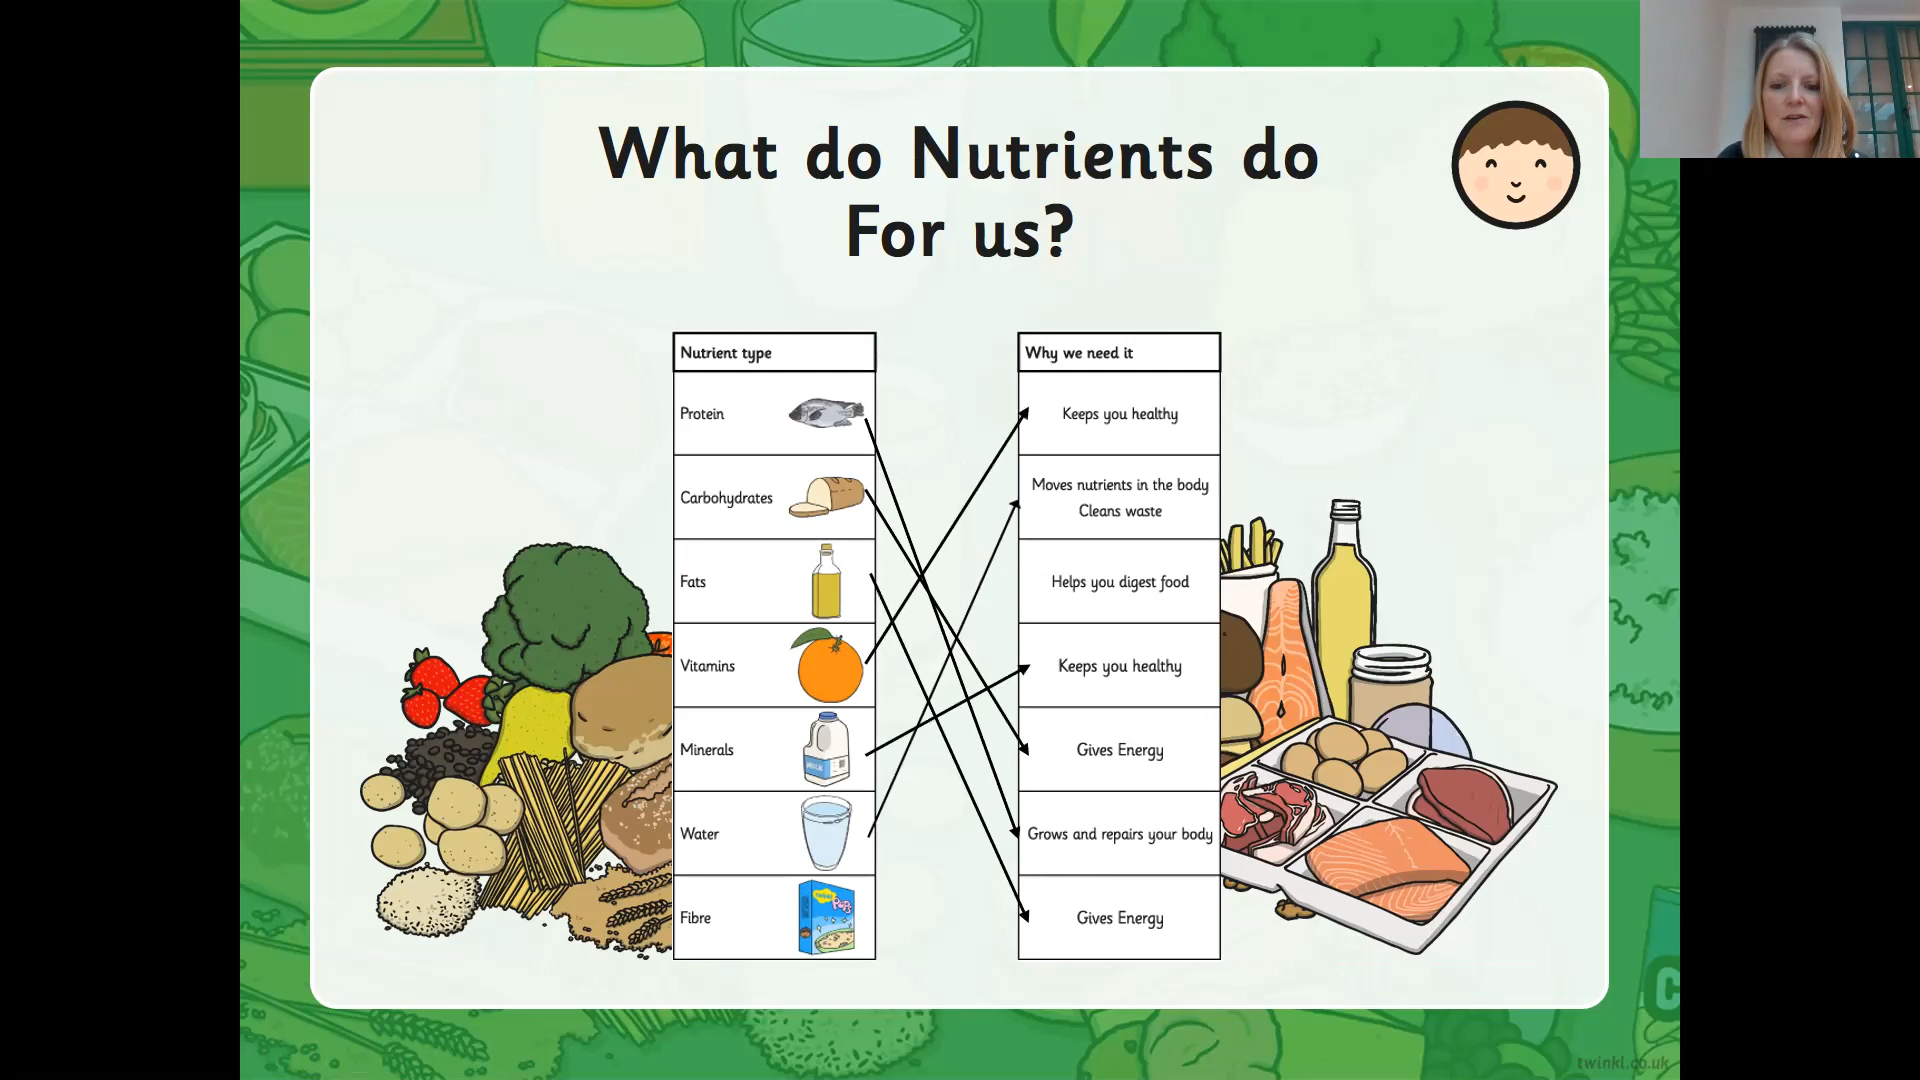 What do Nutrients do
For us?
Nutrient type
Protein
Carbohydrates
Fats
Vitamins
Minerals
MILK
Water
Fibre
Why we need it
Keeps you healthy
Moves nutrients in the body
Cleans waste
Helps you digest food
Keeps you healthy
Gives Energy
Grows and repairs your body
Gives Energy
C
twinkl.co.uk